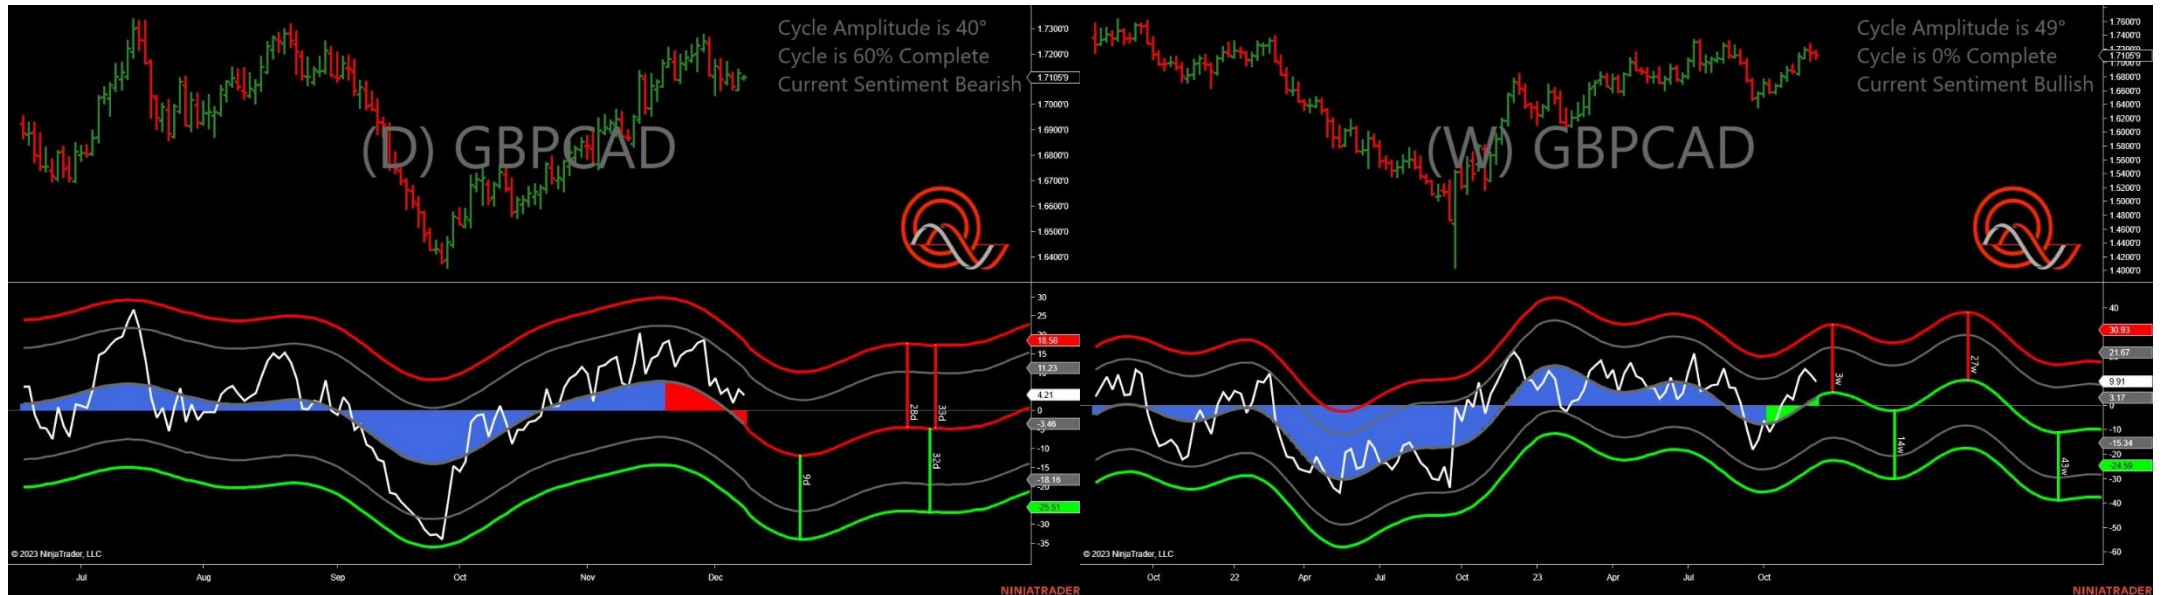 Cycle Amplitude is 40°
Cycle is 60% Complete
Current Sentiment Bearish
(D) GBPCAD
1.7300'0
1.7200'0
1.7105'9
1.7000'0
1.6900'0
1.6800'0
1.6700'0
1.6600'0
1.6500'0
1.6400'0
30
25
18.58
15
11.23
4.21
0
-3.46
-10
-15
-18.16
-25.51
-30
-35
28d
33d
9d
32d
© 2023 NinjaTrader, LLC
Jul
Aug
Sep
Oct
Nov
Dec
NINJATRADER
Cycle Amplitude is 49°
Cycle is 0% Complete
Current Sentiment Bullish
(W) GBPCAD
1.7600'0
1.7400'0
1.7105'9
1.6800'0
1.6600'0
1.6400'0
1.6200'0
1.6000'0
1.5800'0
1.5600'0
1.5400'0
1.5200'0
1.5000'0
1.4800'0
1.4600'0
1.4400'0
1.4200'0
1.4000'0
40
30.93
21.67
9.91
3.17
0
-10
-15.34
-20
-24.59
-30
-40
-50
-60
3w
27w
14w
43w
© 2023 NinjaTrader, LLC
Oct
22
Apr
Jul
Oct
23
Apr
Jul
Oct
NINJATRADER